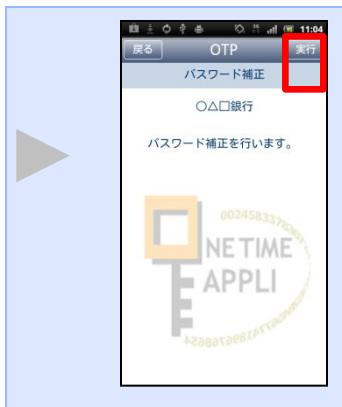 11:04
戻る
OTP
実行
パスワード補正
○△□銀行
パスワード補正を行います。
NE TIME
APPLI